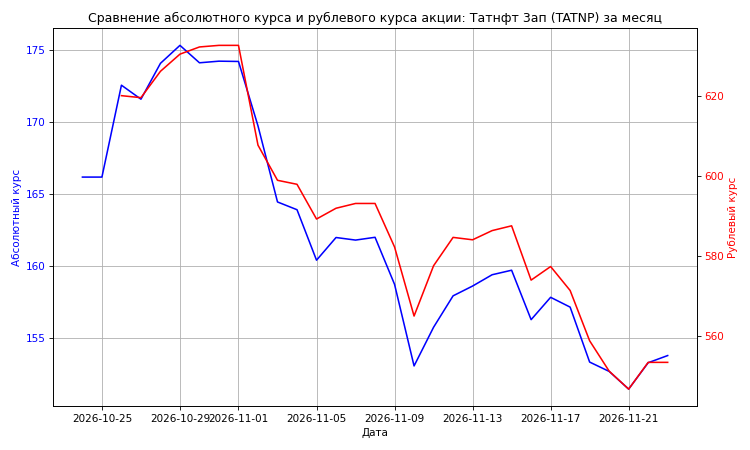 Сравнение абсолютного курса и рублевого курса акции: Татнфт 3ап (TATNP) за месяц
175
170
165
160
155
Абсолютный курс
620
600
580
560
Рублевый курс
2026-10-25 2026-10-29 2026-11-01 2026-11-05 2026-11-09 2026-11-13 2026-11-17 2026-11-21
Дата